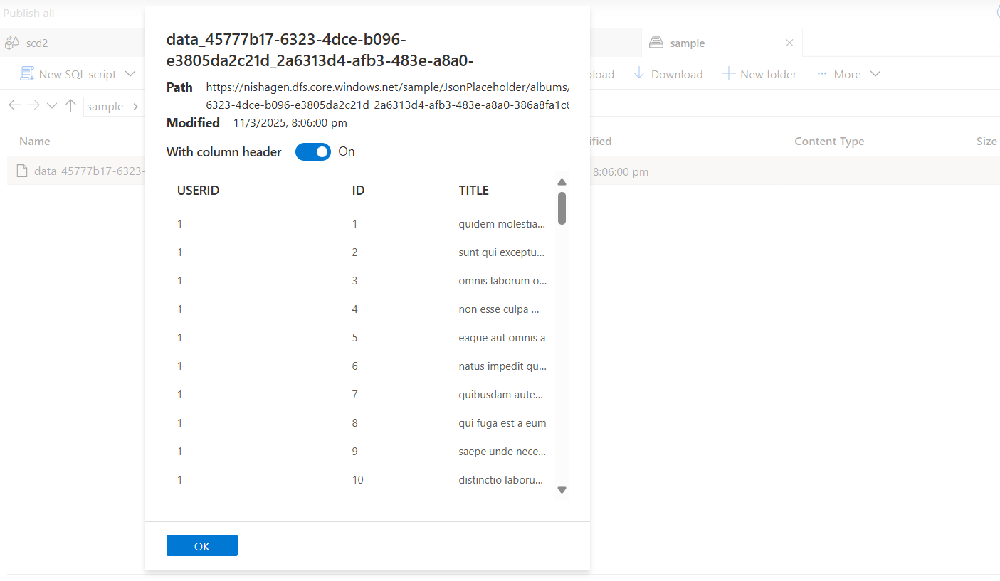 Publish all
scd2
sample
New SQL script
Download
New folder
More
sample
Name
Content Type
Size
data_45777b17-6323-
8:06:00 pm
data_45777b17-6323-4dce-b096-
e3805da2c21d_2a6313d4-afb3-483e-a8a0-
Path https://nishagen.dfs.core.windows.net/sample/JsonPlaceholder/albums/
6323-4dce-b096-e3805da2c21d_2a6313d4-afb3-483e-a8a0-386a8fa1c6
Modified 11/3/2025, 8:06:00 pm
With column header On
USERID ID TITLE
1 1 quidem molestia...
1 2 sunt qui exceptu...
1 3 omnis laborum o...
1 4 non esse culpa ...
1 5 eaque aut omnis a
1 6 natus impedit qu...
1 7 quibusdam aute...
1 8 qui fuga est a eum
1 9 saepe unde nece...
1 10 distinctio laboru...
OK